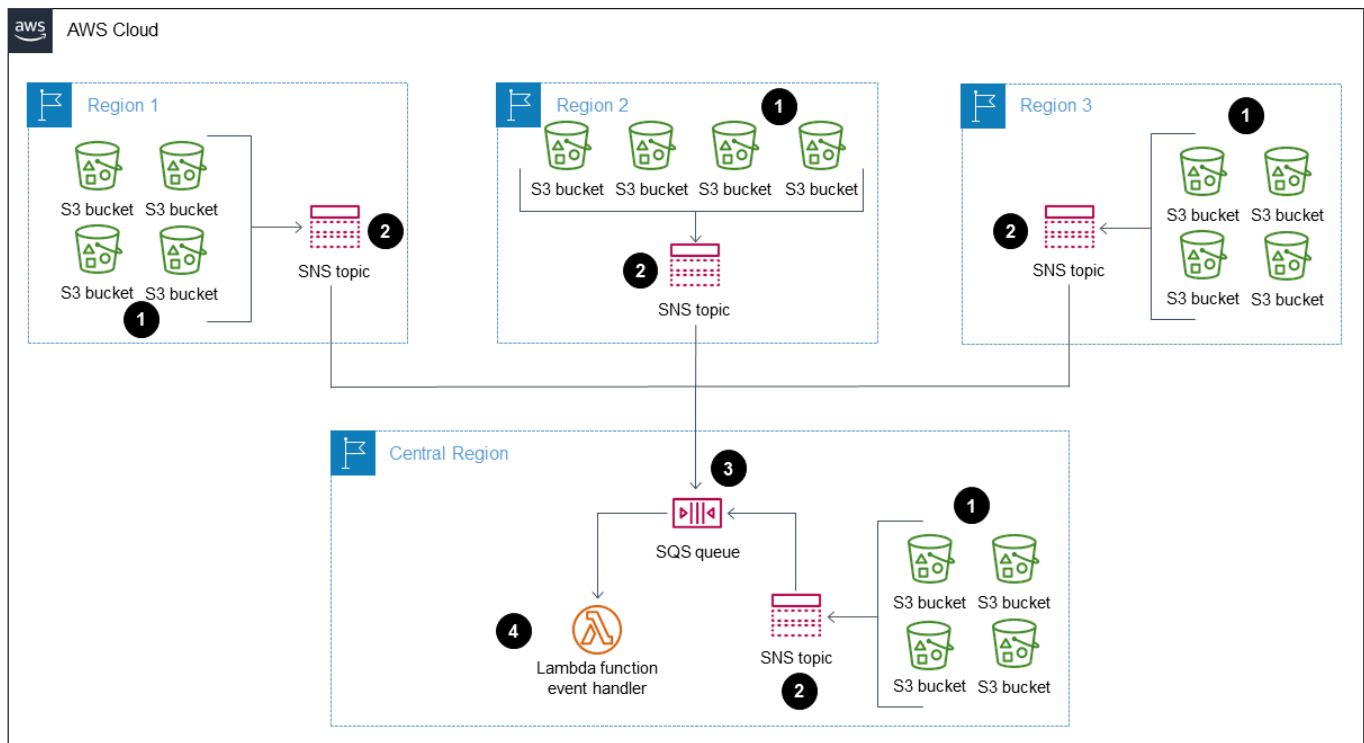 aws
AWS Cloud
Region 1
S3 bucket S3 bucket
S3 bucket S3 bucket
1
2
SNS topic
Region 2
1
S3 bucket S3 bucket S3 bucket S3 bucket
2
SNS topic
Region 3
1
S3 bucket S3 bucket
S3 bucket S3 bucket
2
SNS topic
Central Region
3
SQS queue
4
Lambda function
event handler
SNS topic
2
1
S3 bucket S3 bucket
S3 bucket S3 bucket